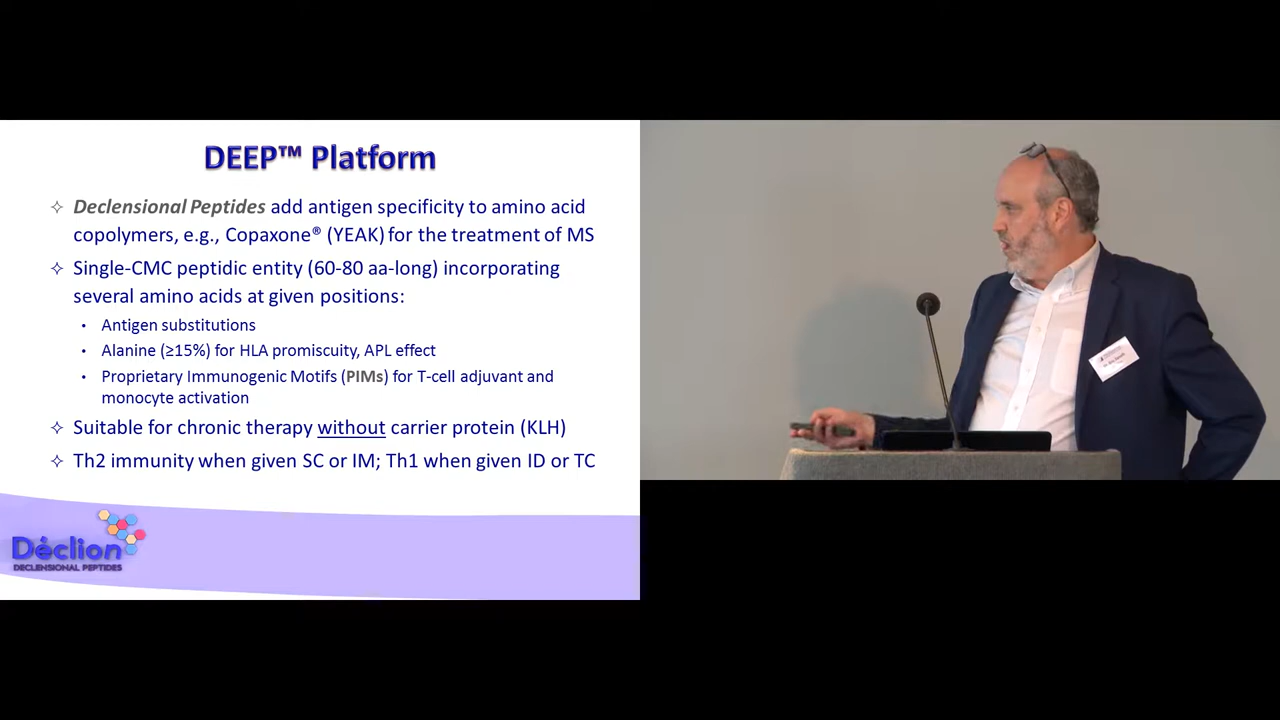 DEEP™ Platform
✧ Declensional Peptides add antigen specificity to amino acid
copolymers, e.g., Copaxone® (YEAK) for the treatment of MS
✧ Single-CMC peptidic entity (60-80 aa-long) incorporating
several amino acids at given positions:
• Antigen substitutions
• Alanine (≥15%) for HLA promiscuity, APL effect
• Proprietary Immunogenic Motifs (PIMs) for T-cell adjuvant and
monocyte activation
✧ Suitable for chronic therapy without carrier protein (KLH)
✧ Th2 immunity when given SC or IM; Th1 when given ID or TC
Déclion
DECLENSIONAL PEPTIDES